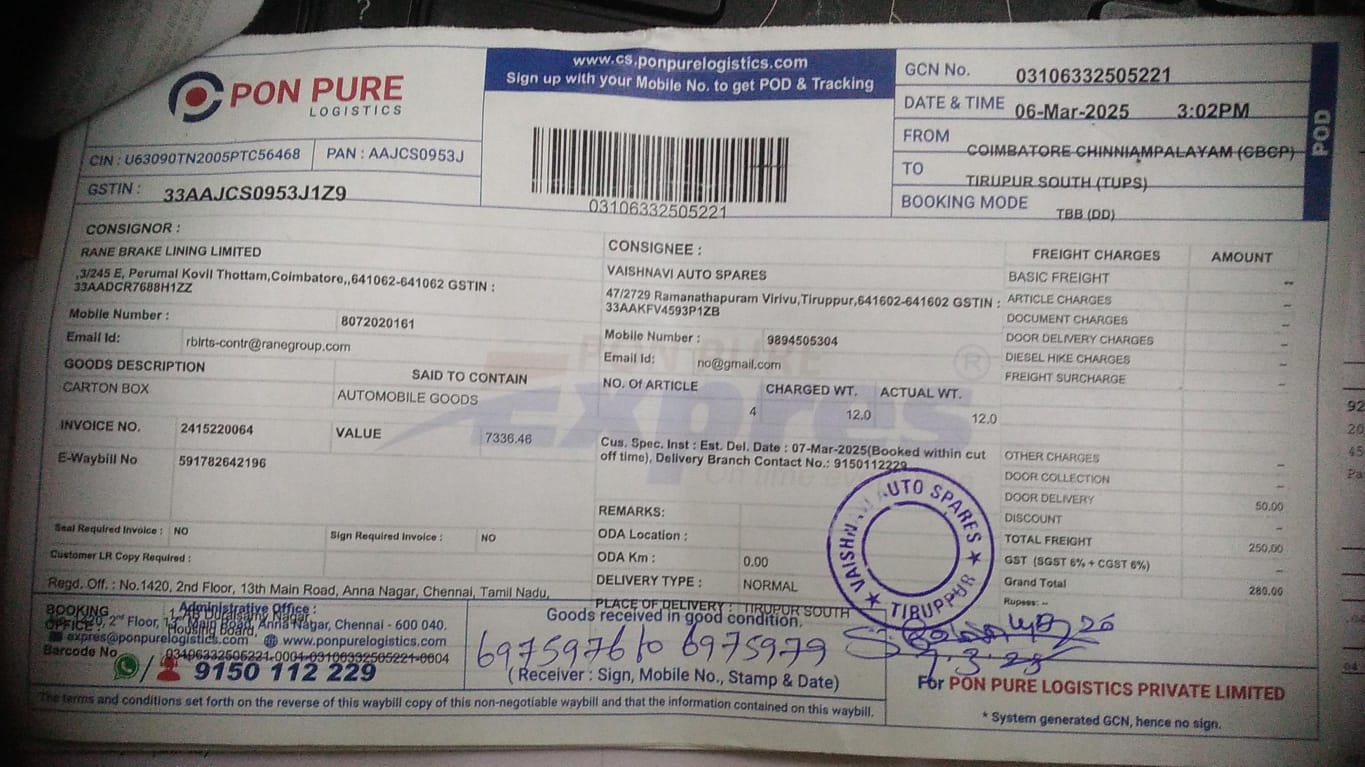 PON PURE
LOGISTICS
CIN : U63090TN2005PTC56468 PAN : AAJCS0953J
GSTIN : 33AAJCS0953J1Z9
www.cs.ponpurelogistics.com
Sign up with your Mobile No. to get POD & Tracking
03106332505221
GCN No. 03106332505221
DATE & TIME 06-Mar-2025 3:02PM
FROM COIMBATORE CHINNIAMPALAYAM (CBCP)
TO TIRUPUR SOUTH (TUPS)
BOOKING MODE TBB (DD)
POD
CONSIGNOR :
RANE BRAKE LINING LIMITED
,3/245 E, Perumal Kovil Thottam,Coimbatore,,641062-641062 GSTIN :
33AADCR7688H1ZZ
Mobile Number : 8072020161
Email Id: rblrts-contr@ranegroup.com
GOODS DESCRIPTION SAID TO CONTAIN
CARTON BOX AUTOMOBILE GOODS
INVOICE NO. 2415220064 VALUE 7336.46
E-Waybill No 591782642196
Seal Required Invoice : NO Sign Required Invoice : NO
Customer LR Copy Required :
CONSIGNEE :
VAISHNAVI AUTO SPARES
47/2729 Ramanathapuram Virivu,Tiruppur,641602-641602 GSTIN :
33AAKFV4593P1ZB
Mobile Number : 9894505304
Email Id: no@gmail.com
NO. Of ARTICLE CHARGED WT. ACTUAL WT.
4 12.0 12.0
Cus. Spec. Inst : Est. Del. Date : 07-Mar-2025(Booked within cut
off time), Delivery Branch Contact No.: 9150112229
REMARKS:
ODA Location :
ODA Km : 0.00
DELIVERY TYPE : NORMAL
PLACE OF DELIVERY : TIRUPUR SOUTH
FREIGHT CHARGES AMOUNT
BASIC FREIGHT --
ARTICLE CHARGES --
DOCUMENT CHARGES --
DOOR DELIVERY CHARGES --
DIESEL HIKE CHARGES --
FREIGHT SURCHARGE --
OTHER CHARGES --
DOOR COLLECTION --
DOOR DELIVERY 50.00
DISCOUNT --
TOTAL FREIGHT 250.00
GST (SGST 6% + CGST 6%) --
Grand Total 280.00
Rupees: --
PON PURE
Expres
®
VAISHNAVI AUTO SPARES
TIRUPPUR
Regd. Off. : No.1420, 2nd Floor, 13th Main Road, Anna Nagar, Chennai, Tamil Nadu,
BOOKING
OFFICE
Administrative Office :
2nd Floor, 13th Main Road, Anna Nagar, Chennai - 600 040.
Housing Board,
expres@ponpurelogistics.com www.ponpurelogistics.com
Barcode No 03106332505221-0001-03106332505221-0004
/ 9150 112 229
Goods received in good condition.
6975976 to 6975979
7.3.25
( Receiver : Sign, Mobile No., Stamp & Date)
For PON PURE LOGISTICS PRIVATE LIMITED
* System generated GCN, hence no sign.
The terms and conditions set forth on the reverse of this waybill copy of this non-negotiable waybill and that the information contained on this waybill.